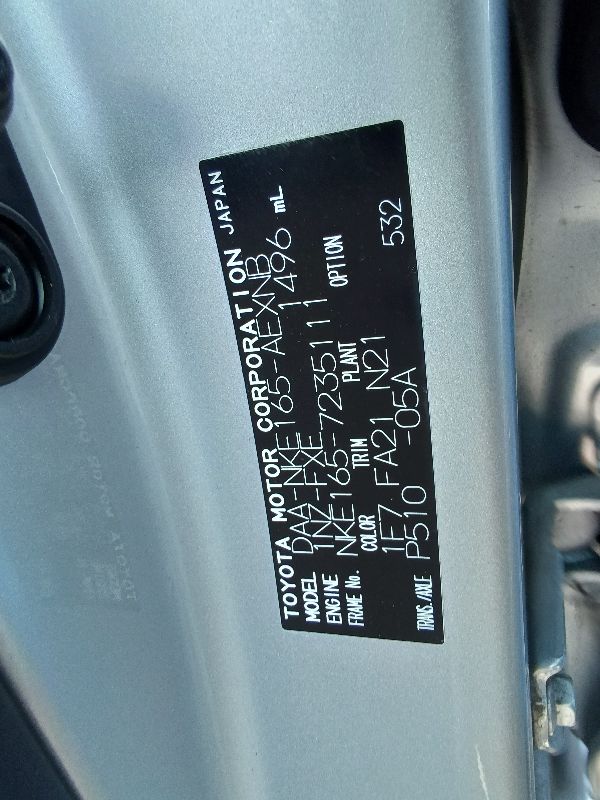 TOYOTA MOTOR CORPORATION JAPAN
MODEL DAA-NKE165-AEXNB
ENGINE 1NZ-FXE 1496 mL
FRAME No. NKE165-7235111
COLOR TRIM PLANT OPTION
1F7 FA21 N21 532
TRANS./AXLE P510 -05A